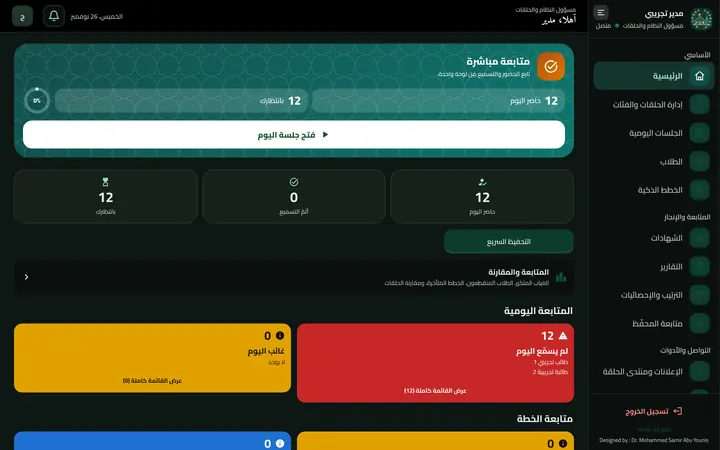 مدير تجريبي
مسؤول النظام والحلقات
متصل
الأساسي
الرئيسية
إدارة الحلقات والفئات
الجلسات اليومية
الطلاب
الخطط الذكية
المتابعة والإنجاز
الشهادات
التقارير
الترتيب والإحصائيات
متابعة المحفّظ
التواصل والأدوات
الإعلانات ومنتدى الحلقة
تسجيل الخروج
Designed by : Dr. Mohammed Samir Abu Younis
مسؤول النظام والحلقات
أهلاً، مدير
الخميس، 26 نوفمبر
متابعة مباشرة
تابع الحضور والتسميع من لوحة واحدة.
12 حاضر اليوم
12 بانتظارك
0%
فتح جلسة اليوم
12
حاضر اليوم
0
أتمّ التسميع
12
بانتظارك
التحفيظ السريع
المتابعة والمقارنة
الغياب المتكرر، الطلاب المنقطعون، الخطط المتأخرة، ومقارنة الحلقات
المتابعة اليومية
12
لم يسمّع اليوم
طالب تجريبي 1
طالبة تجريبية 2
عرض القائمة كاملة (12)
0
غائب اليوم
لا يوجد
عرض القائمة كاملة (0)
متابعة الخطة
0
0